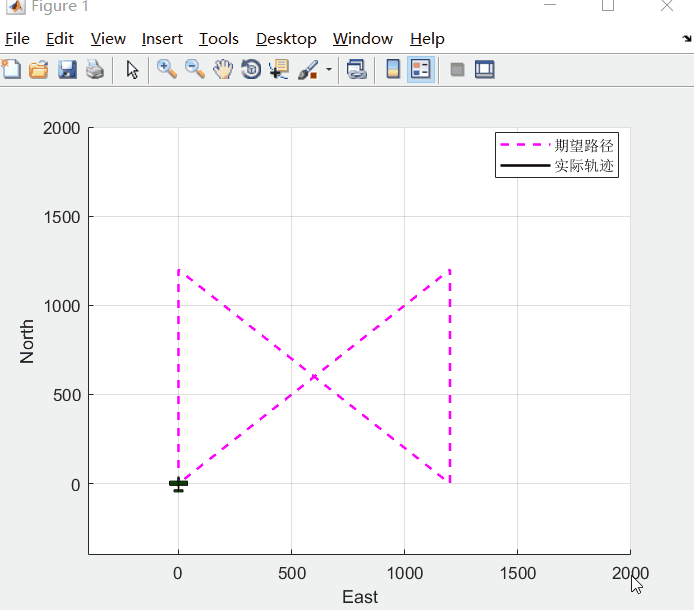 Figure 1
File Edit View Insert Tools Desktop Window Help
期望路径
实际轨迹
2000
1500
1000
500
0
North
0 500 1000 1500 2000
East